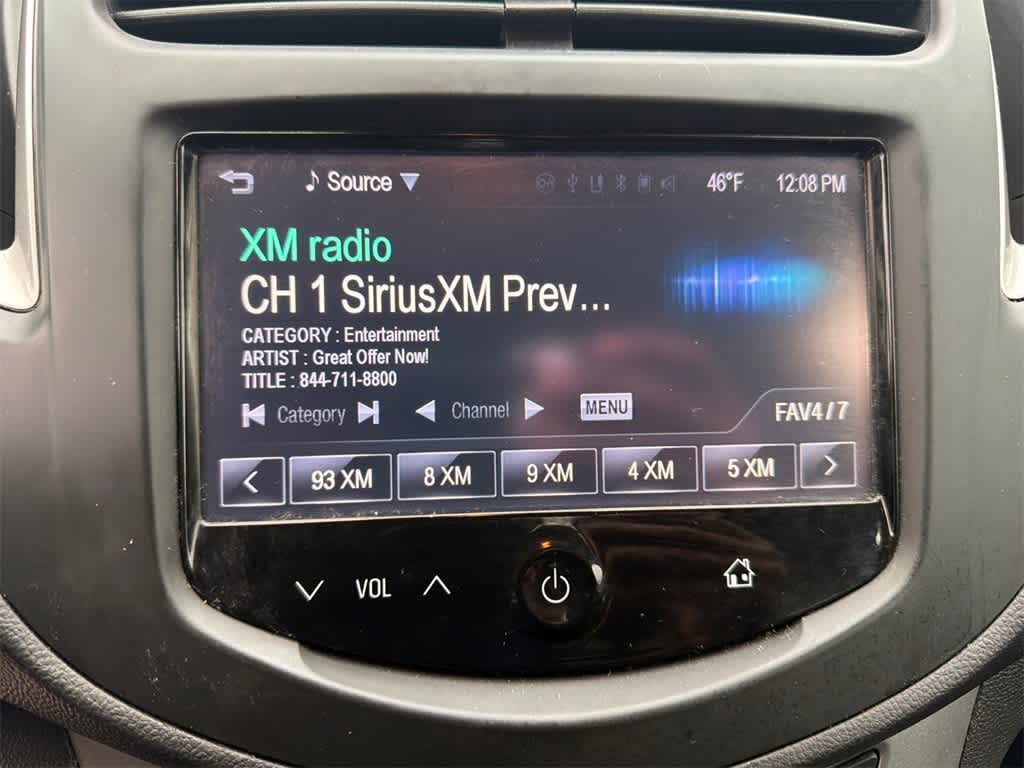 Source 46°F 12:08 PM
XM radio
CH 1 SiriusXM Prev...
CATEGORY : Entertainment
ARTIST : Great Offer Now!
TITLE : 844-711-8800
Category Channel MENU FAV4/7
< 93 XM 8 XM 9 XM 4 XM 5 XM >
VOL